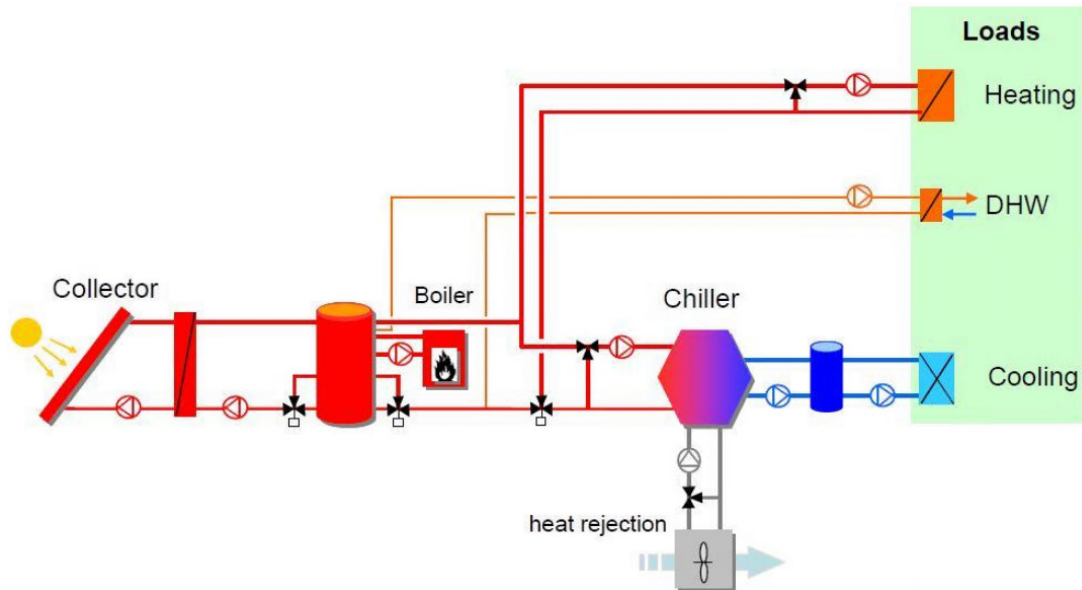 Loads
Heating
DHW
Collector
Boiler
Chiller
Cooling
heat rejection